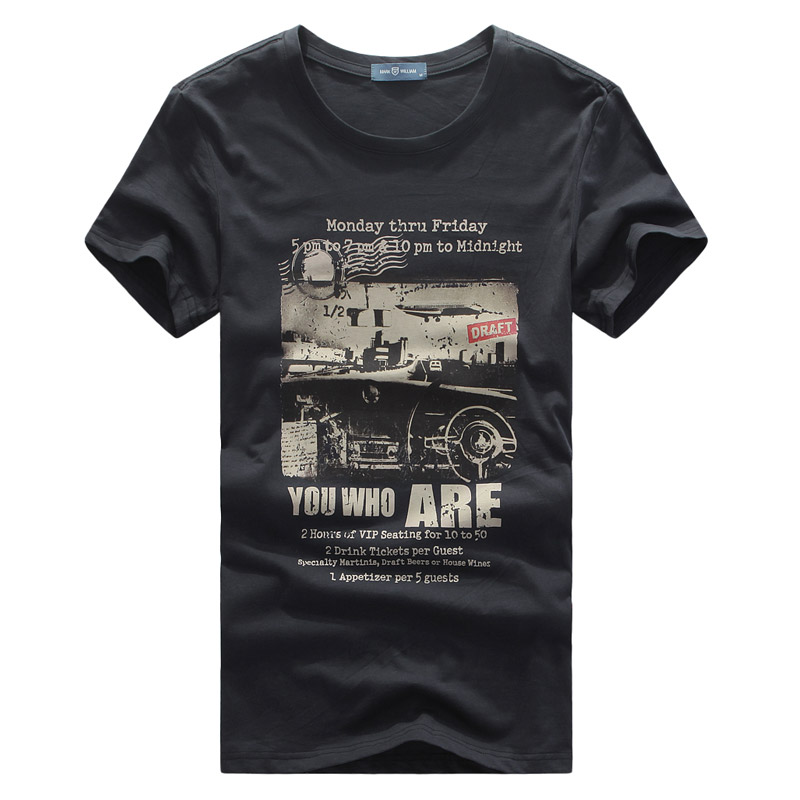 MARK WILLIAM
Monday thru Friday
5 pm to 7 pm & 10 pm to Midnight
1/2
DRAFT
YOU WHO ARE
2 Hours of VIP Seating for 10 to 50
2 Drink Tickets per Guest
Specialty Martinis, Draft Beers or House Wines
1 Appetizer per 5 guests